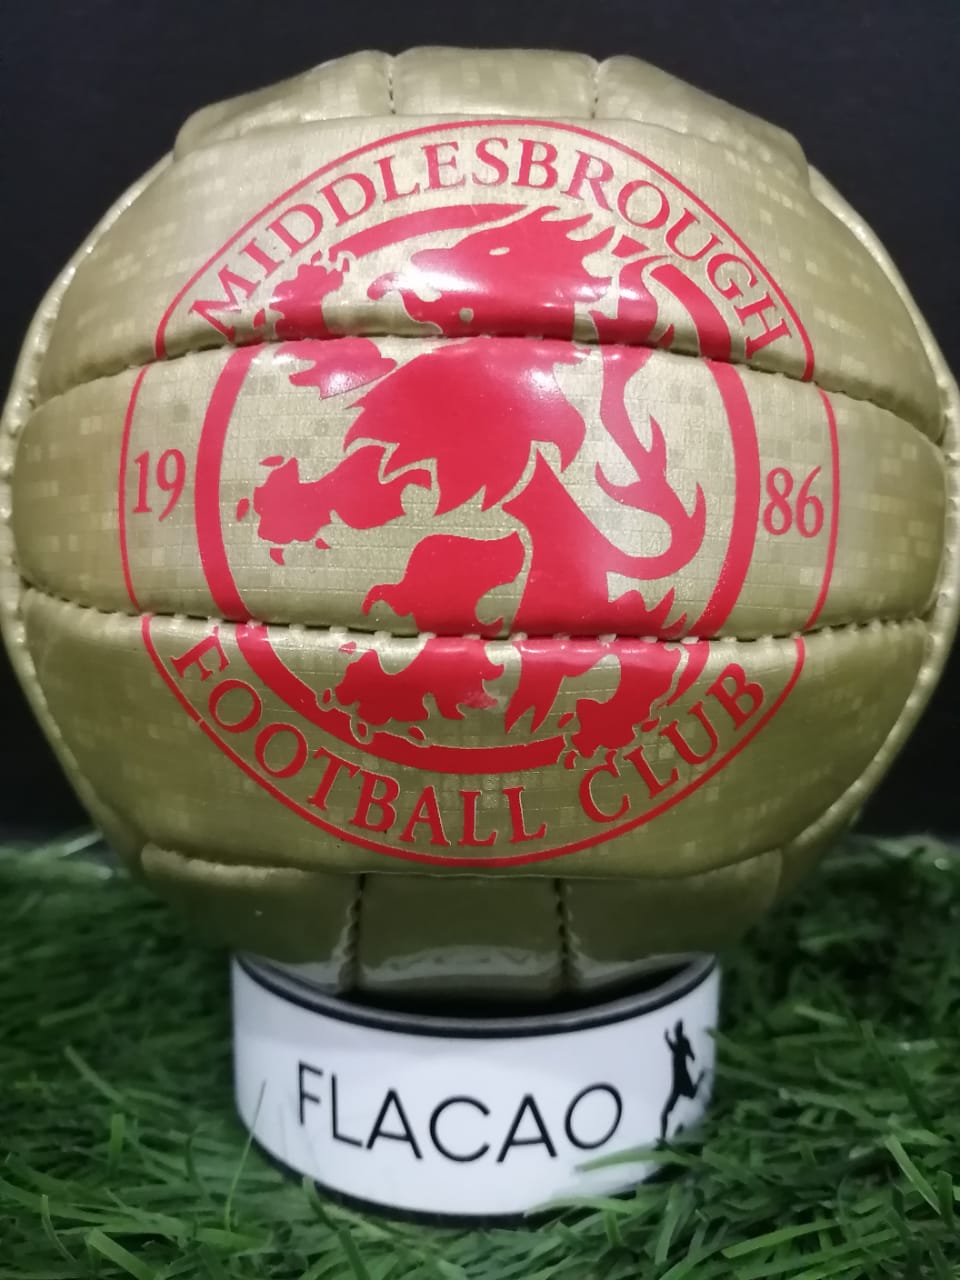 MIDDLESBROUGH
19 86
FOOTBALL CLUB
FLACAO